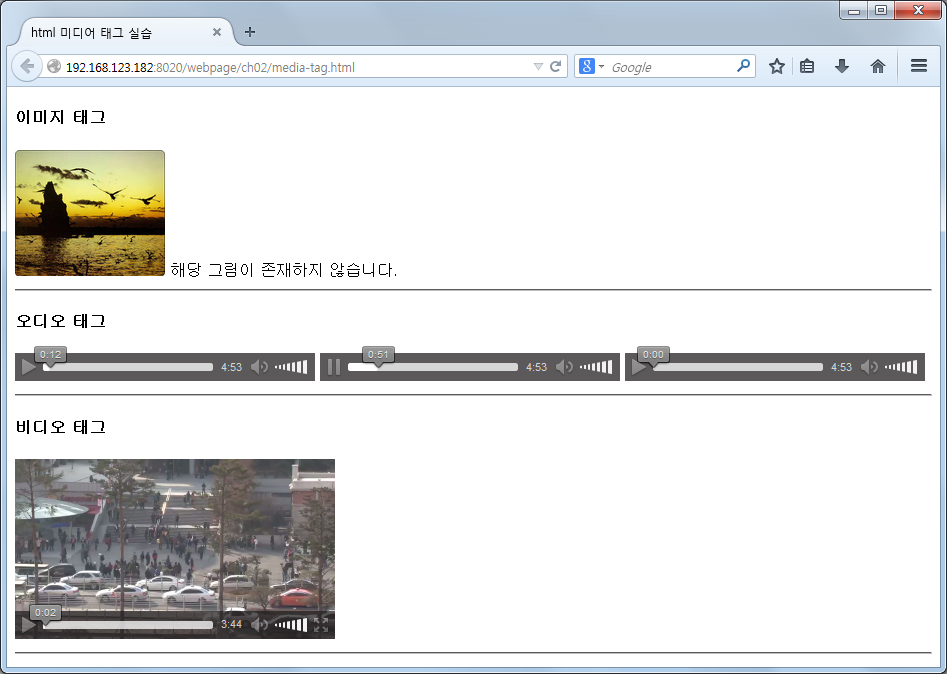 html 미디어 태그 실습
192.168.123.182:8020/webpage/ch02/media-tag.html
8 Google
이미지 태그
해당 그림이 존재하지 않습니다.
오디오 태그
0:12 4:53 0:51 4:53 0:00 4:53
비디오 태그
0:02 3:44